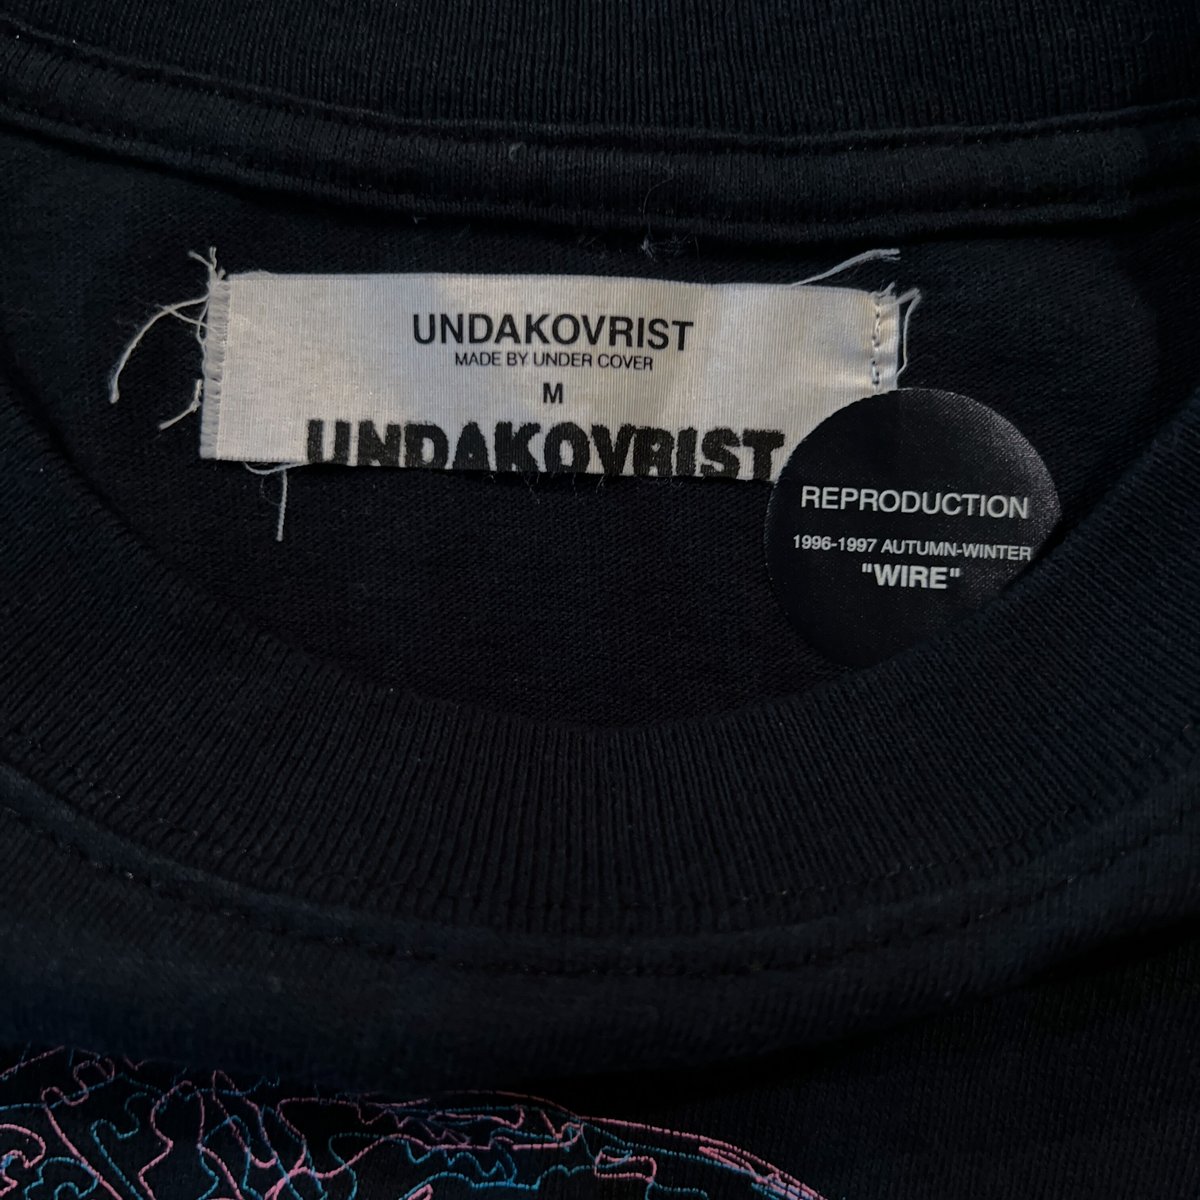 UNDAKOVRIST
MADE BY UNDER COVER
M
UNDAKOVRIST
REPRODUCTION
1996-1997 AUTUMN-WINTER
"WIRE"